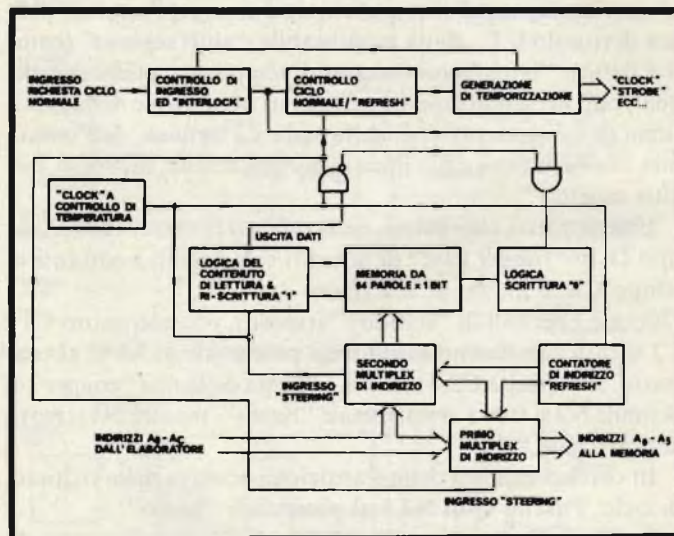 INGRESSO
RICHIESTA CICLO
NORMALE
CONTROLLO DI
INGRESSO
ED "INTERLOCK"
CONTROLLO
CICLO
NORMALE/"REFRESH"
GENERAZIONE
E TEMPORIZZAZIONE
"CLOCK"
"STROBE"
ECC.
"CLOCK" A
CONTROLLO DI
TEMPERATURA
USCITA DATI
LOGICA DEL
CONTENUTO
DI LETTURA &
RI-SCRITTURA "1"
MEMORIA DA
64 PAROLE x 1 BIT
LOGICA
SCRITTURA "0"
INGRESSO
"STEERING"
SECONDO
MULTIPLEX
DI INDIRIZZO
CONTATORE
DI INDIRIZZO
"REFRESH"
INDIRIZZI
DALL'ELABORATORE
PRIMO
MULTIPLEX
DI INDIRIZZO
INDIRIZZI A0 - A5
ALLA MEMORIA
INGRESSO "STEERING"